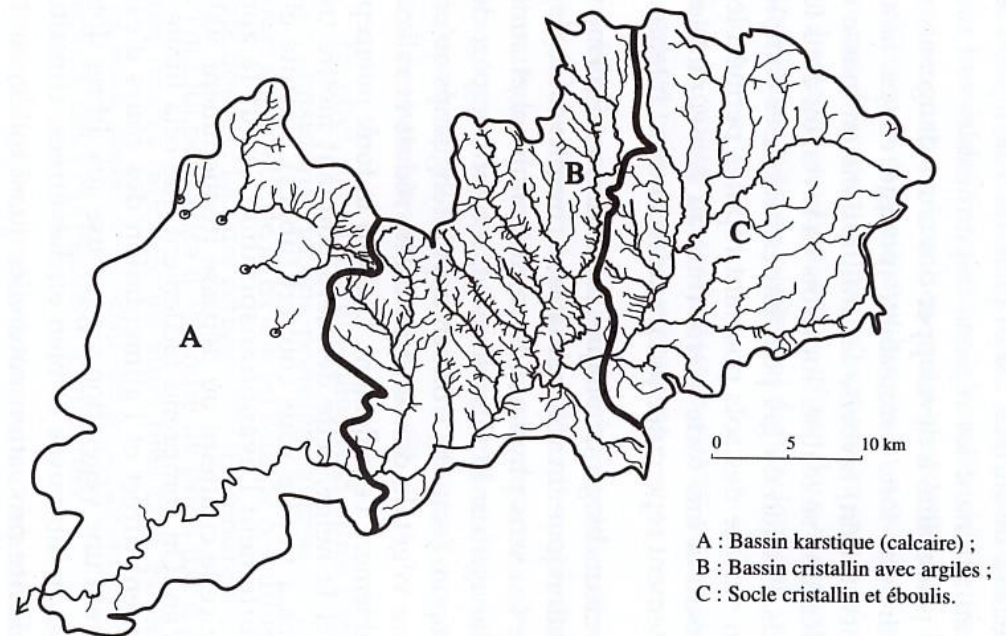 B
C
A
0 5 10 km
A : Bassin karstique (calcaire) ;
B : Bassin cristallin avec argiles ;
C : Socle cristallin et éboulis.